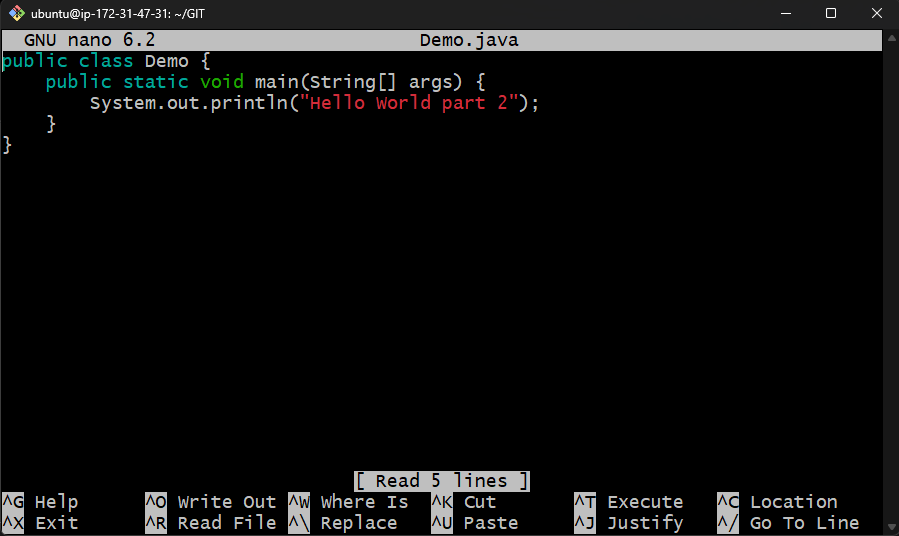 ubuntu@ip-172-31-47-31: ~/GIT
GNU nano 6.2 Demo.java
public class Demo {
    public static void main(String[] args) {
        System.out.println("Hello World part 2");
    }
}
[ Read 5 lines ]
^G Help ^O Write Out ^W Where Is ^K Cut ^T Execute ^C Location
^X Exit ^R Read File ^\ Replace ^U Paste ^J Justify ^/ Go To Line